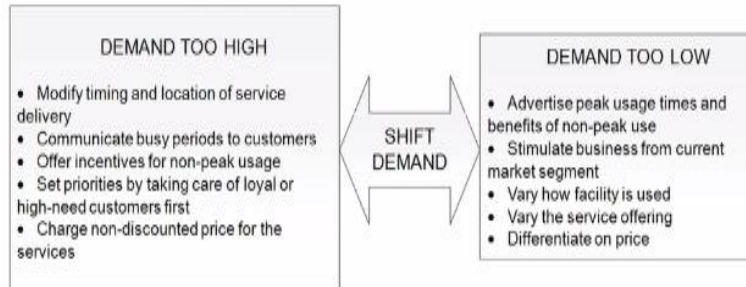 DEMAND TOO HIGH
• Modify timing and location of service
delivery
• Communicate busy periods to customers
• Offer incentives for non-peak usage
• Set priorities by taking care of loyal or
high-need customers first
• Charge non-discounted price for the
services
SHIFT
DEMAND
DEMAND TOO LOW
• Advertise peak usage times and
benefits of non-peak use
• Stimulate business from current
market segment
• Vary how facility is used
• Vary the service offering
• Differentiate on price